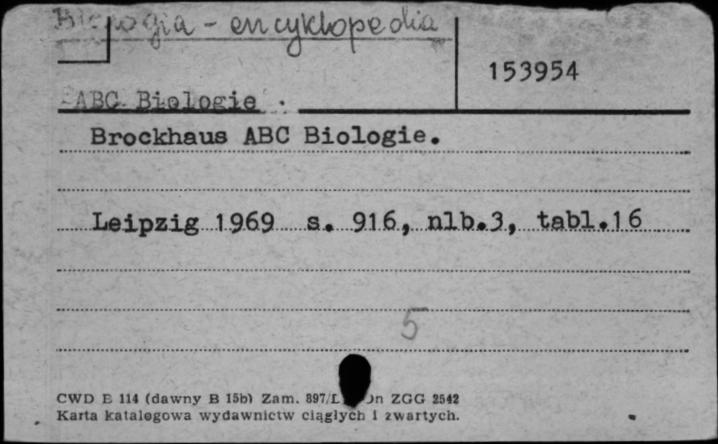 Biologia - encyklopedia
153954
ABC Biologie.
Brockhaus ABC Biologie.
Leipzig 1969 s. 916, nlb.3, tabl.16
5
CWD B 114 (dawny B 15b) Zam. 897/ ZGG 2542
Karta katalogowa wydawnictw ciągłych i zwartych.